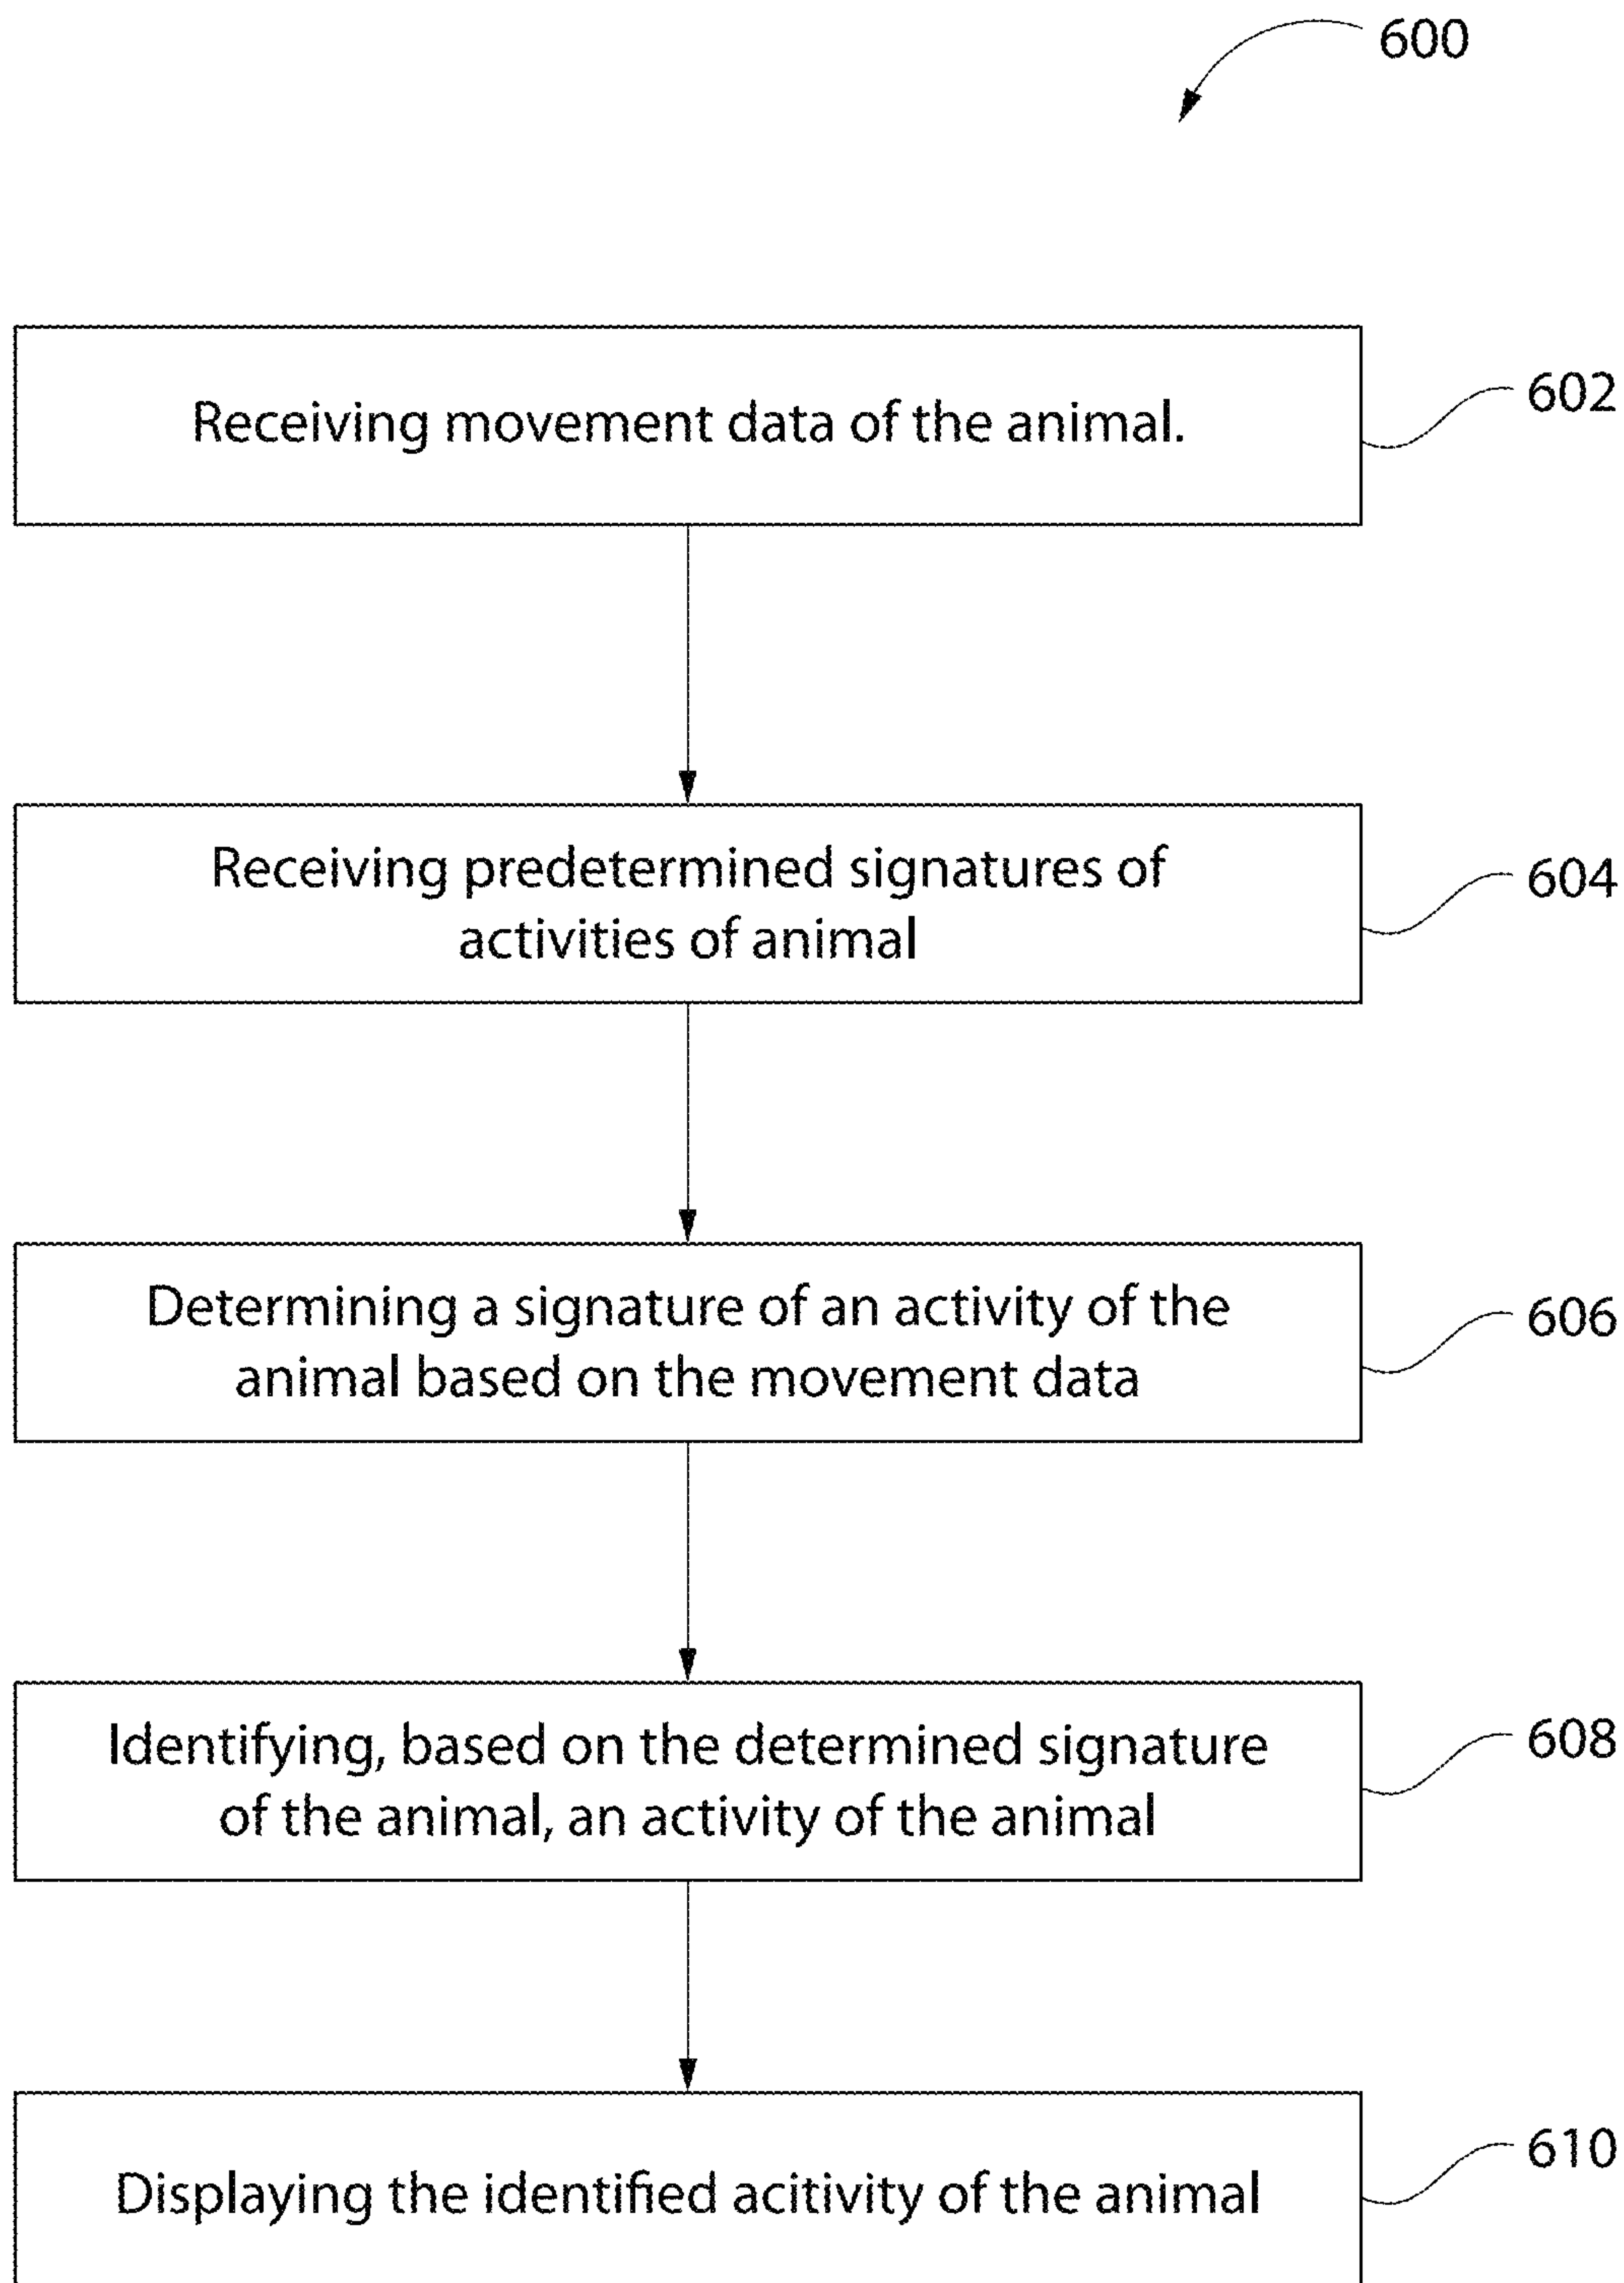 600
Receiving movement data of the animal.
602
Receiving predetermined signatures of
activities of animal
604
Determining a signature of an activity of the
animal based on the movement data
606
Identifying, based on the determined signature
of the animal, an activity of the animal
608
Displaying the identified acitivity of the animal
610